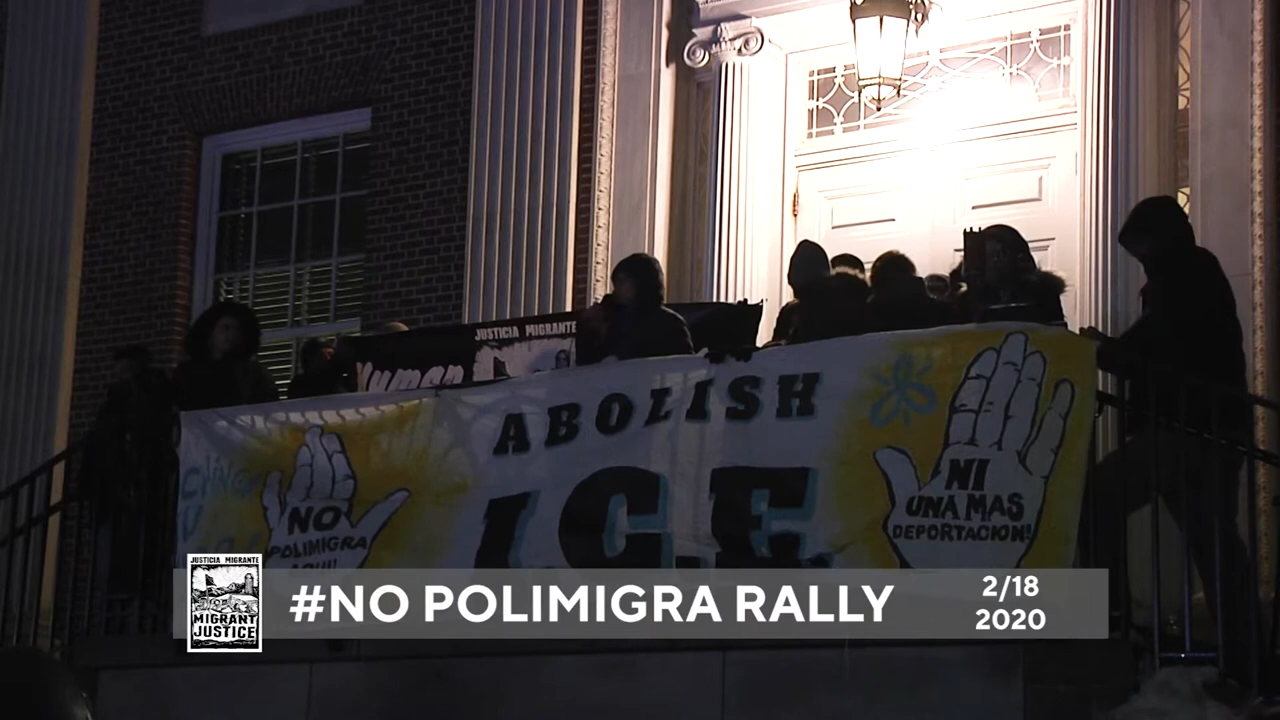 JUSTICIA MIGRANTE
ABOLISH
I.C.E.
NO
POLIMIGRA
NI
UNA MAS
DEPORTACION!
JUSTICIA MIGRANTE
MIGRANT
JUSTICE
#NO POLIMIGRA RALLY
2/18
2020